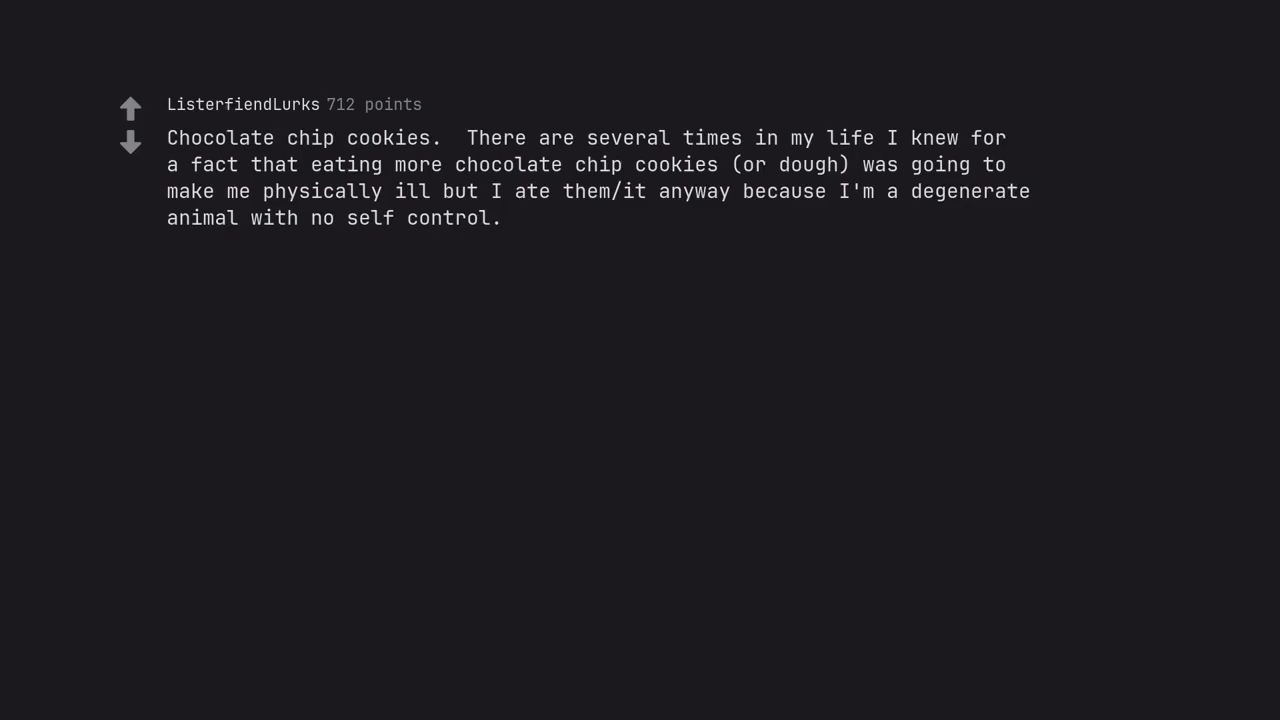 ListerfiendLurks 712 points
Chocolate chip cookies.  There are several times in my life I knew for
a fact that eating more chocolate chip cookies (or dough) was going to
make me physically ill but I ate them/it anyway because I'm a degenerate
animal with no self control.